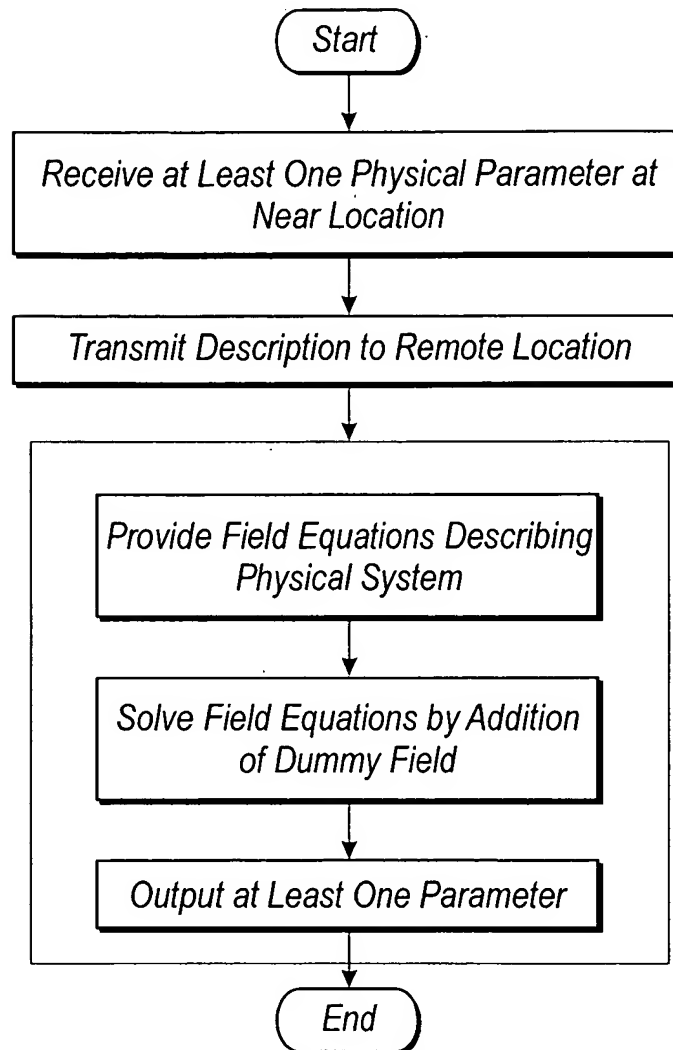 Start
Receive at Least One Physical Parameter at
Near Location
Transmit Description to Remote Location
Provide Field Equations Describing
Physical System
Solve Field Equations by Addition
of Dummy Field
Output at Least One Parameter
End